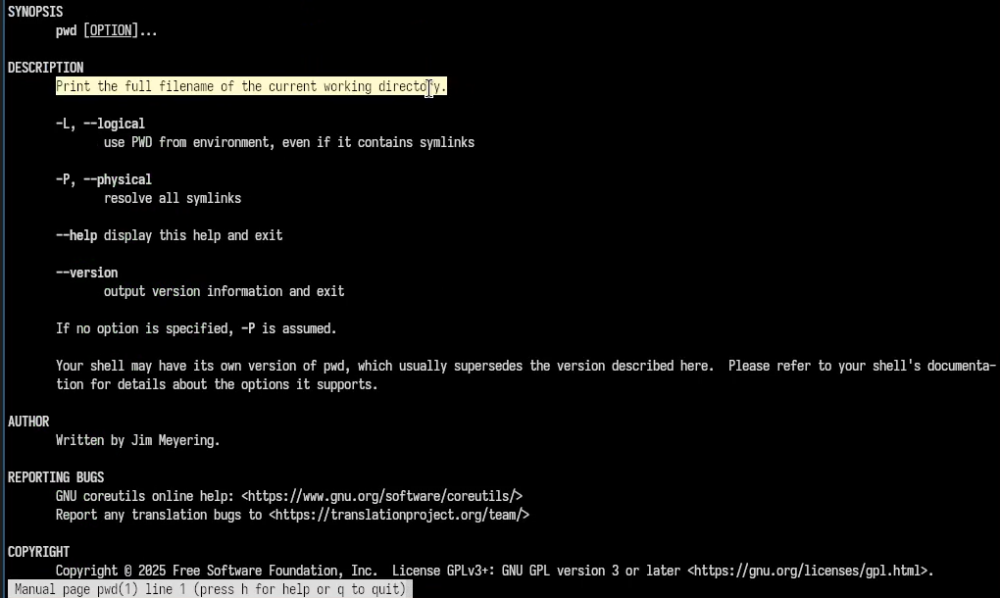 SYNOPSIS
pwd [OPTION]...
DESCRIPTION
Print the full filename of the current working directory.
-L, --logical
use PWD from environment, even if it contains symlinks
-P, --physical
resolve all symlinks
--help display this help and exit
--version
output version information and exit
If no option is specified, -P is assumed.
Your shell may have its own version of pwd, which usually supersedes the version described here.  Please refer to your shell's documenta-
tion for details about the options it supports.
AUTHOR
Written by Jim Meyering.
REPORTING BUGS
GNU coreutils online help: <https://www.gnu.org/software/coreutils/>
Report any translation bugs to <https://translationproject.org/team/>
COPYRIGHT
Copyright © 2025 Free Software Foundation, Inc.  License GPLv3+: GNU GPL version 3 or later <https://gnu.org/licenses/gpl.html>.
Manual page pwd(1) line 1 (press h for help or q to quit)